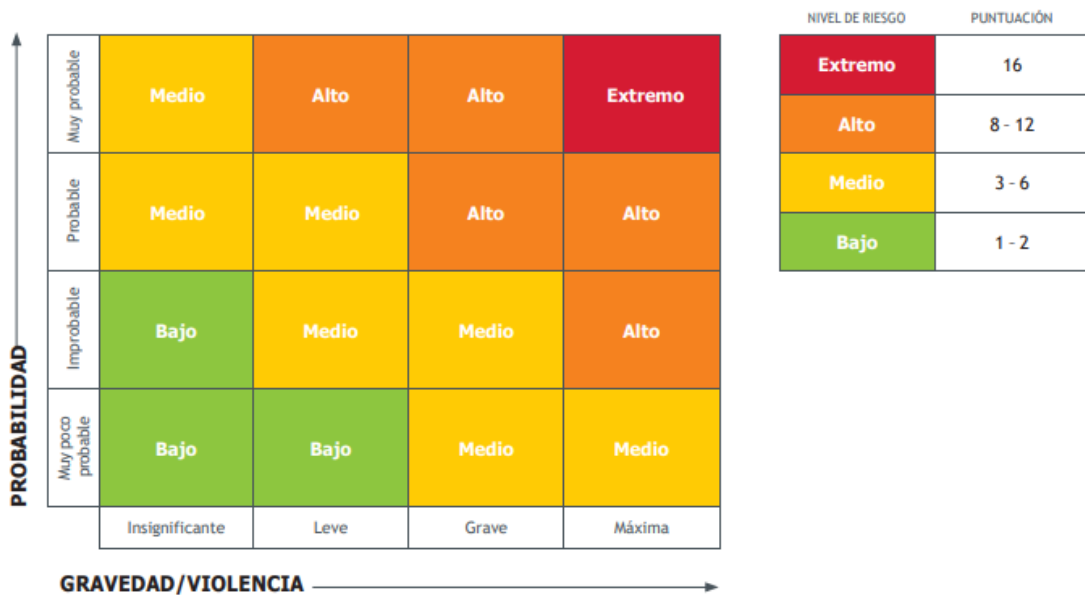 NIVEL DE RIESGO PUNTUACIÓN
Extremo 16
Alto 8 - 12
Medio 3 - 6
Bajo 1 - 2
PROBABILIDAD
Muy probable
Medio Alto Alto Extremo
Probable
Medio Medio Alto Alto
Improbable
Bajo Medio Medio Alto
Muy poco
probable
Bajo Bajo Medio Medio
Insignificante Leve Grave Máxima
GRAVEDAD/VIOLENCIA